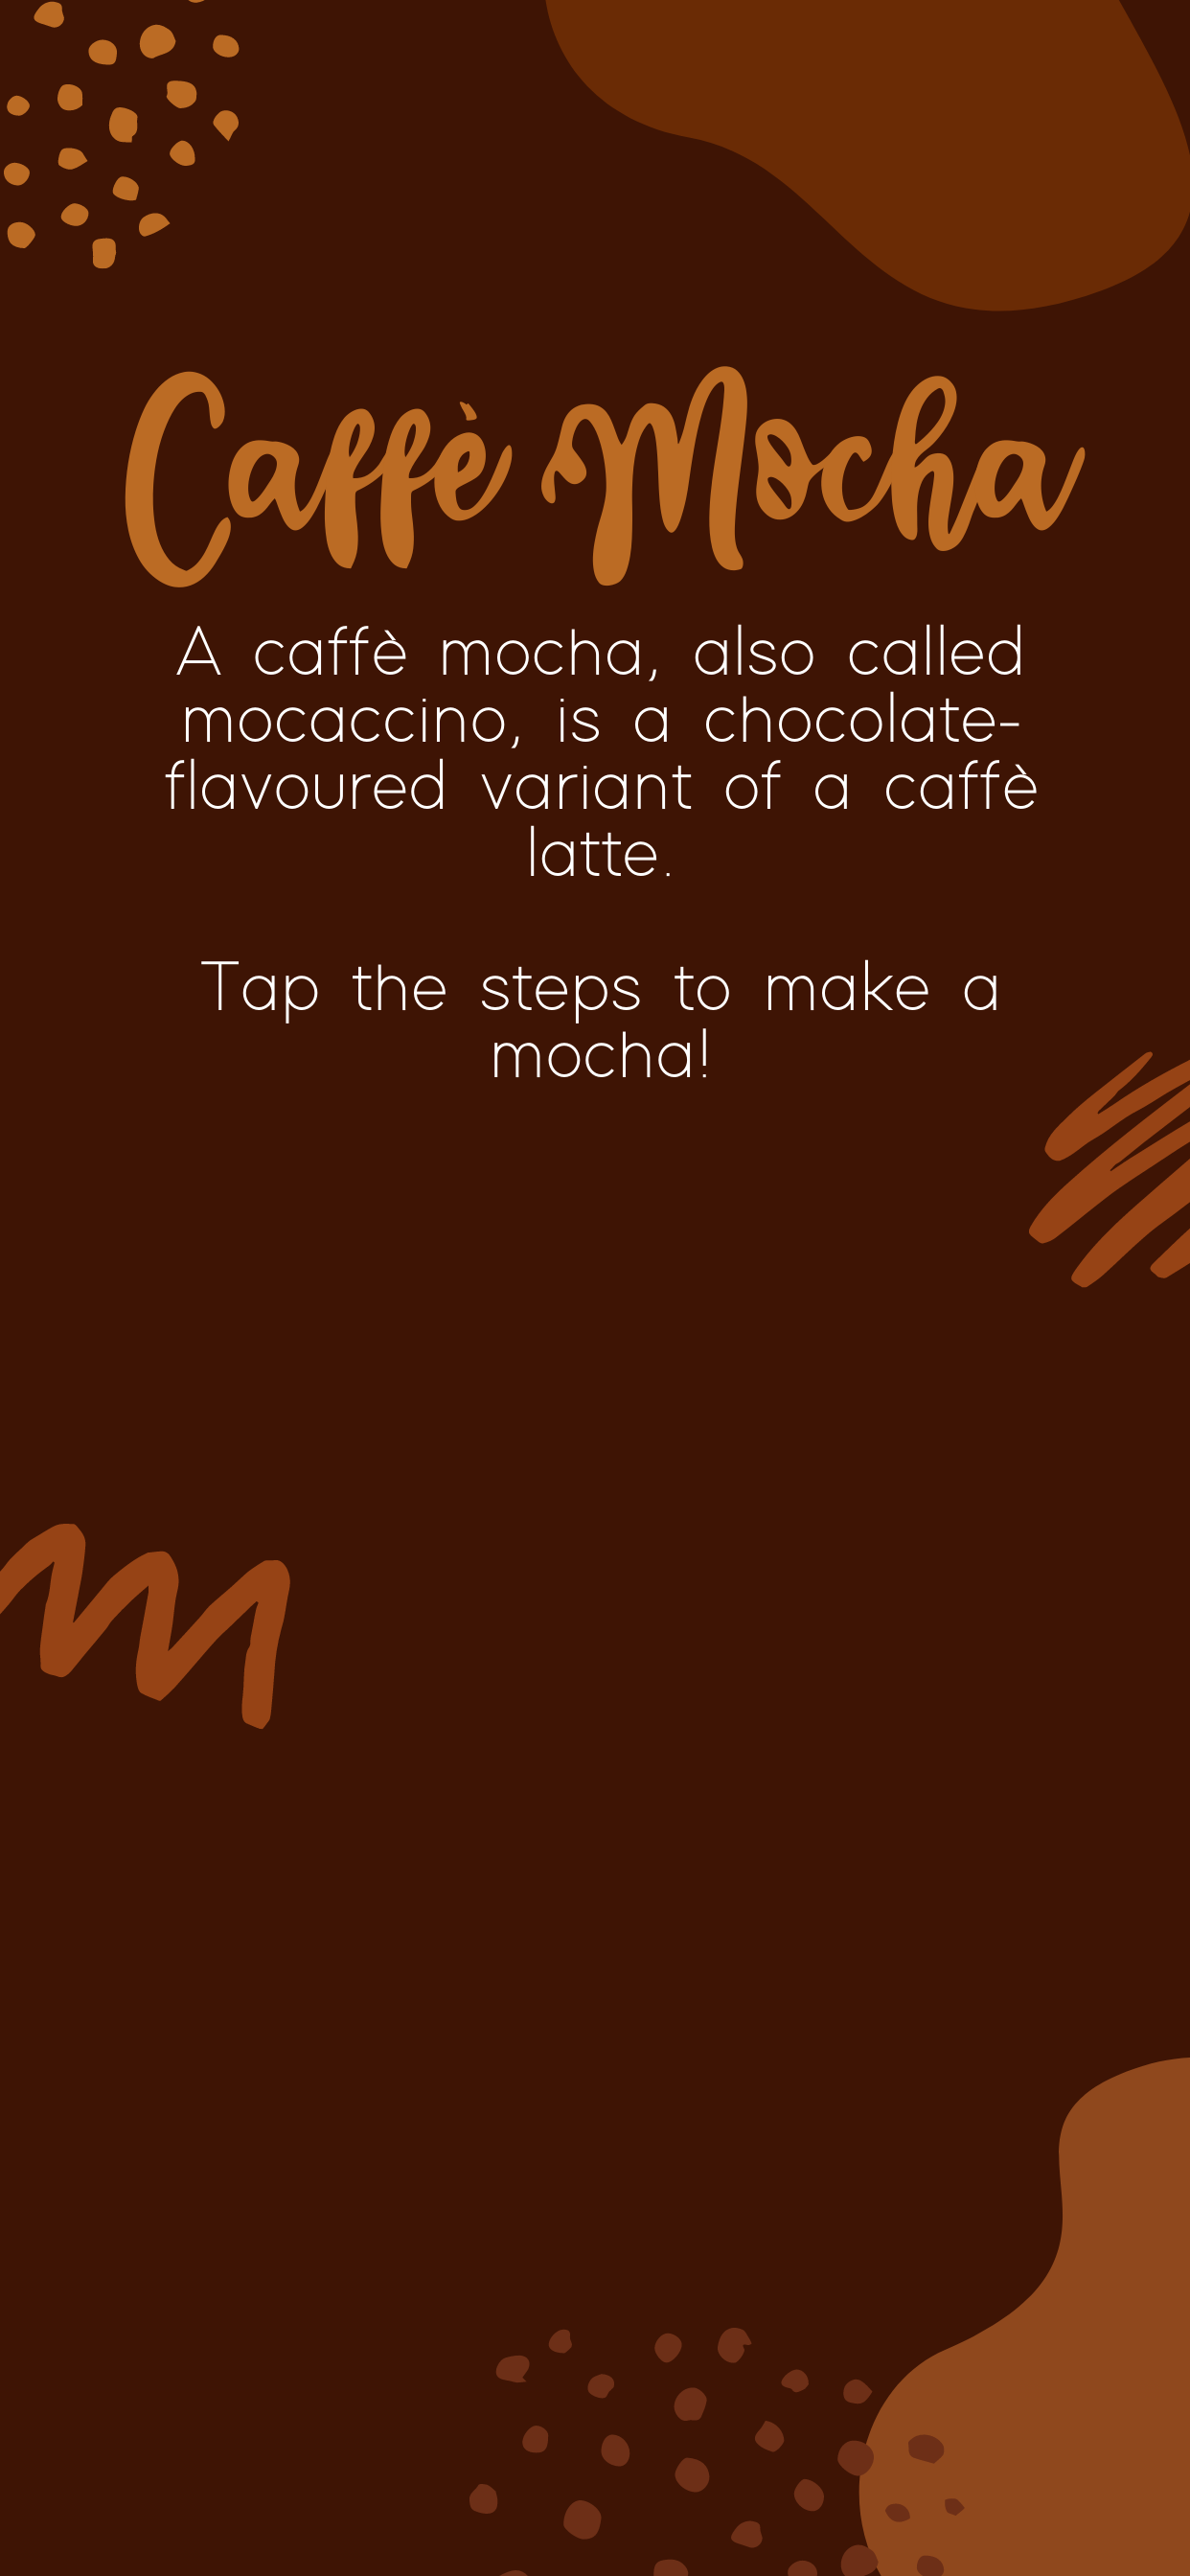 Caffè Mocha
A caffè mocha, also called
mocaccino, is a chocolate-
flavoured variant of a caffè
latte.
Tap the steps to make a
mocha!